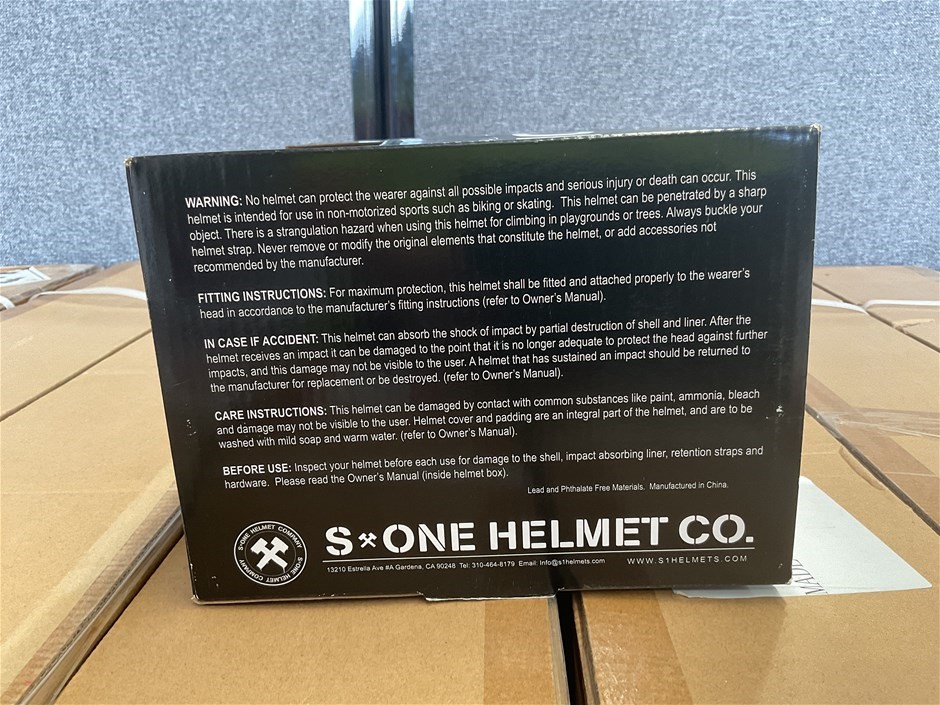 WARNING: No helmet can protect the wearer against all possible impacts and serious injury or death can occur. This
helmet is intended for use in non-motorized sports such as biking or skating. This helmet can be penetrated by a sharp
object. There is a strangulation hazard when using this helmet for climbing in playgrounds or trees. Always buckle your
helmet strap. Never remove or modify the original elements that constitute the helmet, or add accessories not
recommended by the manufacturer.
FITTING INSTRUCTIONS: For maximum protection, this helmet shall be fitted and attached properly to the wearer's
head in accordance to the manufacturer's fitting instructions (refer to Owner's Manual).
IN CASE IF ACCIDENT: This helmet can absorb the shock of impact by partial destruction of shell and liner. After the
helmet receives an impact it can be damaged to the point that it is no longer adequate to protect the head against further
impacts, and this damage may not be visible to the user. A helmet that has sustained an impact should be returned to
the manufacturer for replacement or be destroyed. (refer to Owner's Manual).
CARE INSTRUCTIONS: This helmet can be damaged by contact with common substances like paint, ammonia, bleach
and damage may not be visible to the user. Helmet cover and padding are an integral part of the helmet, and are to be
washed with mild soap and warm water. (refer to Owner's Manual).
BEFORE USE: Inspect your helmet before each use for damage to the shell, impact absorbing liner, retention straps and
hardware. Please read the Owner's Manual (inside helmet box).
Lead and Phthalate Free Materials. Manufactured in China.
S-ONE HELMET COMPANY
S-ONE HELMET COMPANY
S ONE HELMET CO.
13210 Estrella Ave #A Gardena, CA 90248 Tel: 310-464-8179 Email: Info@s1helmets.com WWW.S1HELMETS.COM